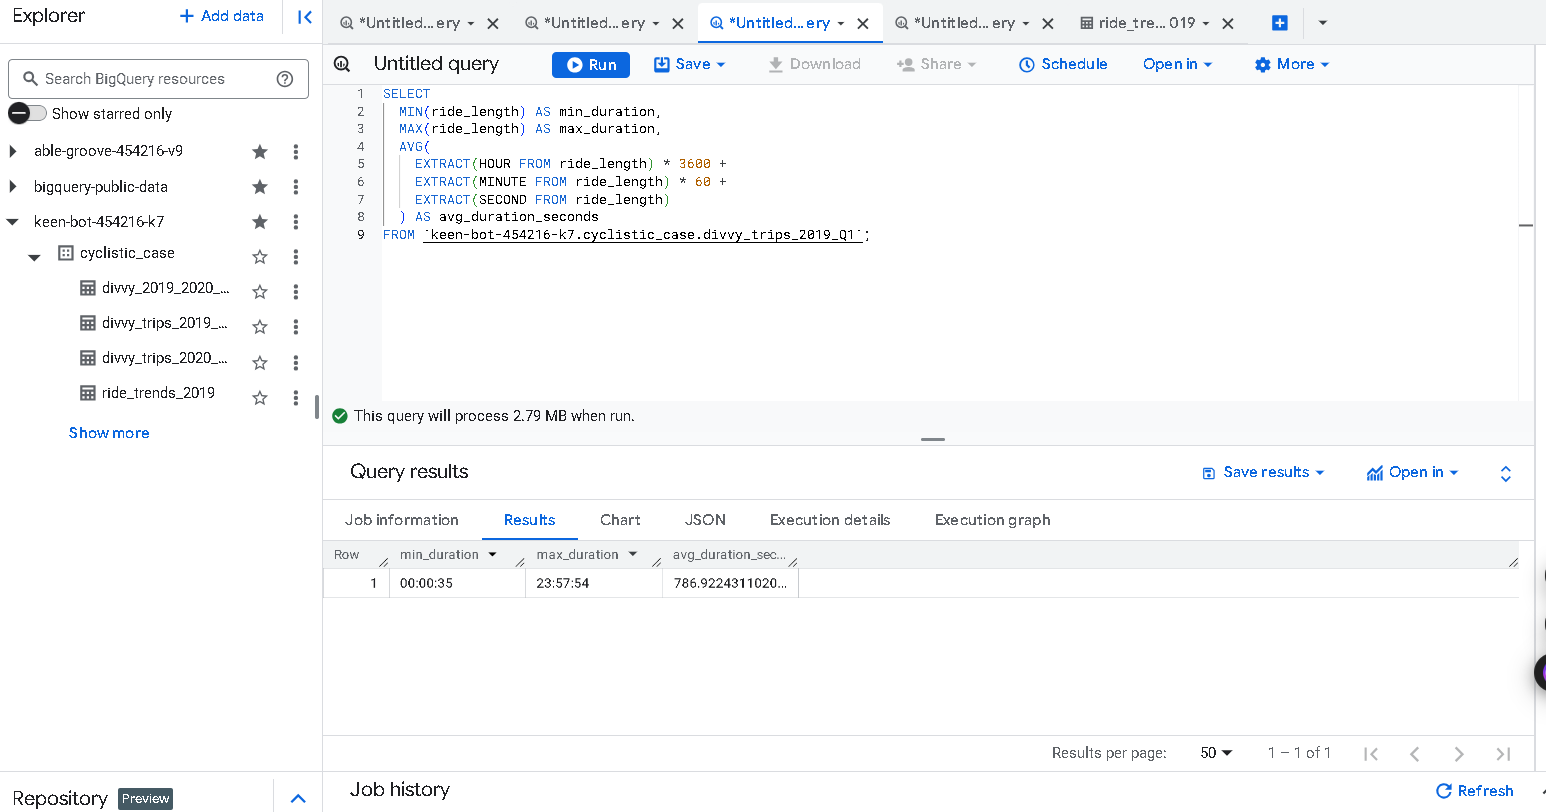 Explorer
+ Add data
Search BigQuery resources
Show starred only
able-groove-454216-v9
bigquery-public-data
keen-bot-454216-k7
cyclistic_case
divvy_2019_2020_...
divvy_trips_2019_...
divvy_trips_2020_...
ride_trends_2019
Show more
Repository Preview
*Untitled... ery *Untitled... ery *Untitled... ery *Untitled... ery ride_tre... 019
Untitled query Run Save Download Share Schedule Open in More
1 SELECT
2 MIN(ride_length) AS min_duration,
3 MAX(ride_length) AS max_duration,
4 AVG(
5 EXTRACT(HOUR FROM ride_length) * 3600 +
6 EXTRACT(MINUTE FROM ride_length) * 60 +
7 EXTRACT(SECOND FROM ride_length)
8 ) AS avg_duration_seconds
9 FROM `keen-bot-454216-k7.cyclistic_case.divvy_trips_2019_Q1`;
This query will process 2.79 MB when run.
Query results Save results Open in
Job information Results Chart JSON Execution details Execution graph
Row min_duration max_duration avg_duration_sec...
1 00:00:35 23:57:54 786.9224311020...
Results per page: 50 1 – 1 of 1
Job history Refresh